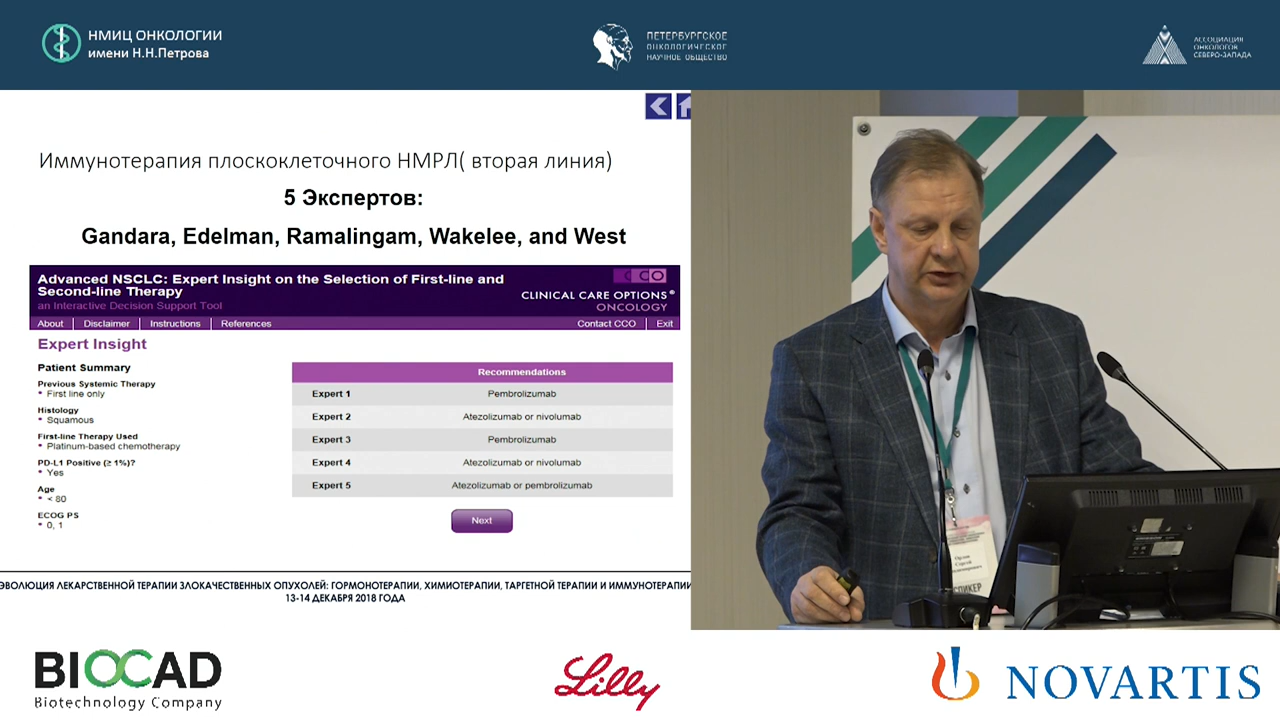 НМИЦ ОНКОЛОГИИ
имени Н.Н.Петрова
ПЕТЕРБУРГСКОЕ
ОНКОЛОГИЧЕСКОЕ
НАУЧНОЕ ОБЩЕСТВО
АССОЦИАЦИЯ
ОНКОЛОГОВ
СЕВЕРО-ЗАПАДА
Иммунотерапия плоскоклеточного НМРЛ( вторая линия)
5 Экспертов:
Gandara, Edelman, Ramalingam, Wakelee, and West
Advanced NSCLC: Expert Insight on the Selection of First-line and
Second-line Therapy
an Interactive Decision Support Tool
CCO
CLINICAL CARE OPTIONS®
ONCOLOGY
About | Disclaimer | Instructions | References
Contact CCO | Exit
Expert Insight
Patient Summary
Previous Systemic Therapy
• First line only
Histology
• Squamous
First-line Therapy Used
• Platinum-based chemotherapy
PD-L1 Positive (≥ 1%)?
• Yes
Age
• < 80
ECOG PS
• 0, 1
Recommendations
Expert 1 Pembrolizumab
Expert 2 Atezolizumab or nivolumab
Expert 3 Pembrolizumab
Expert 4 Atezolizumab or nivolumab
Expert 5 Atezolizumab or pembrolizumab
Next
ЭВОЛЮЦИЯ ЛЕКАРСТВЕННОЙ ТЕРАПИИ ЗЛОКАЧЕСТВЕННЫХ ОПУХОЛЕЙ: ГОРМОНОТЕРАПИИ, ХИМИОТЕРАПИИ, ТАРГЕТНОЙ ТЕРАПИИ И ИММУНОТЕРАПИИ
13-14 ДЕКАБРЯ 2018 ГОДА
Орлов
Сергей
СПИКЕР
BIOCAD
Biotechnology Company
Lilly
NOVARTIS